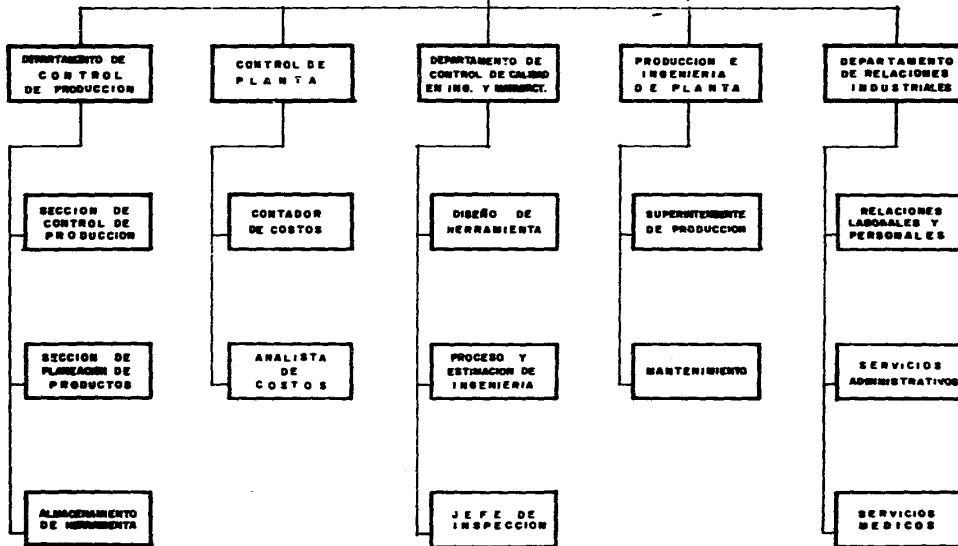 DEPARTAMENTO DE
CONTROL
DE PRODUCCION
CONTROL DE
PLANTA
DEPARTAMENTO DE
CONTROL DE CALIDAD
EN ING. Y MANUFACT.
PRODUCCION E
INGENIERIA
DE PLANTA
DEPARTAMENTO
DE RELACIONES
INDUSTRIALES
SECCION DE
CONTROL DE
PRODUCCION
CONTADOR
DE COSTOS
DISEÑO DE
HERRAMIENTA
SUPERINTENDENTE
DE PRODUCCION
RELACIONES
LABORALES Y
PERSONALES
SECCION DE
PLANEACION DE
PRODUCTOS
ANALISTA
DE
COSTOS
PROCESO Y
ESTIMACION DE
INGENIERIA
MANTENIMIENTO
SERVICIOS
ADMINISTRATIVOS
ALMACENAMIENTO
DE HERRAMIENTA
JEFE DE
INSPECCION
SERVICIOS
MEDICOS